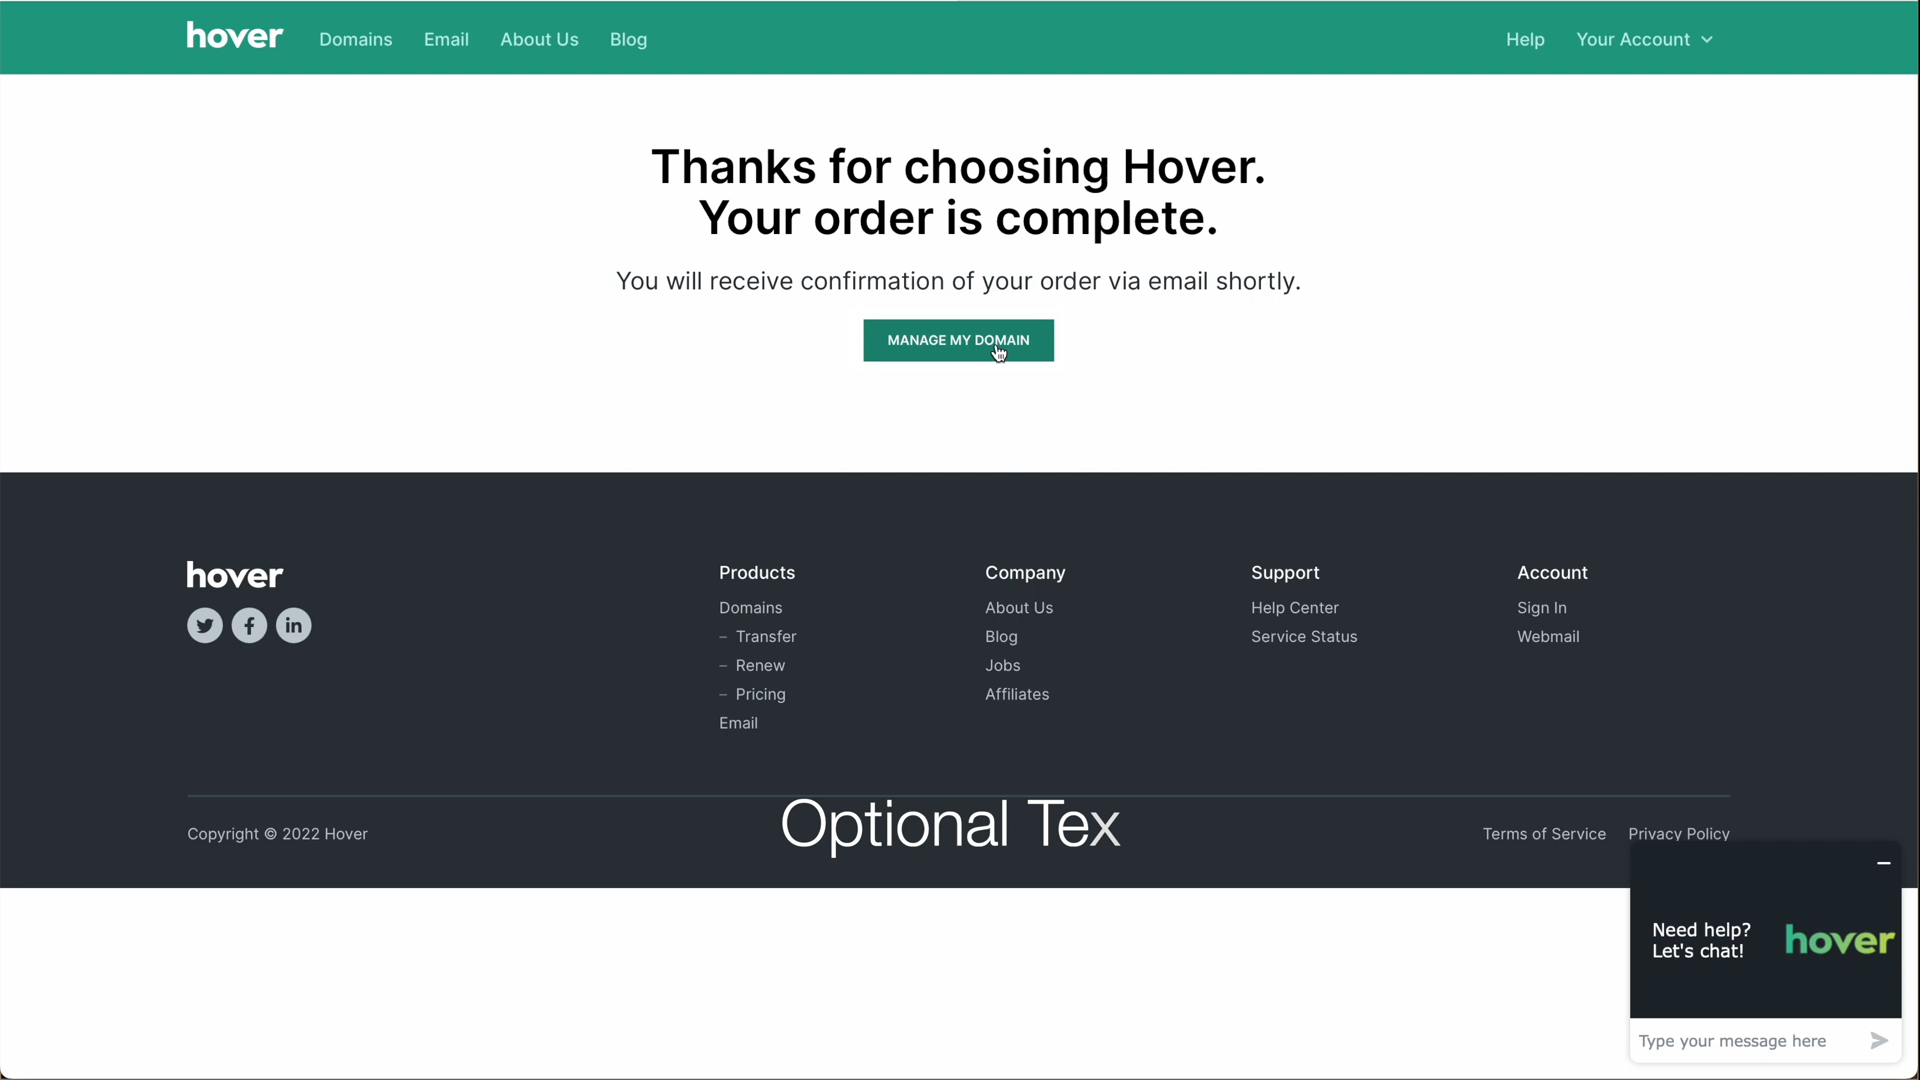 hover Domains Email About Us Blog Help Your Account
Thanks for choosing Hover.
Your order is complete.
You will receive confirmation of your order via email shortly.
MANAGE MY DOMAIN
hover
Products
Domains
– Transfer
– Renew
– Pricing
Email
Company
About Us
Blog
Jobs
Affiliates
Support
Help Center
Service Status
Account
Sign In
Webmail
Copyright © 2022 Hover
Optional Tex
Terms of Service Privacy Policy
Need help?
Let's chat!
hover
Type your message here